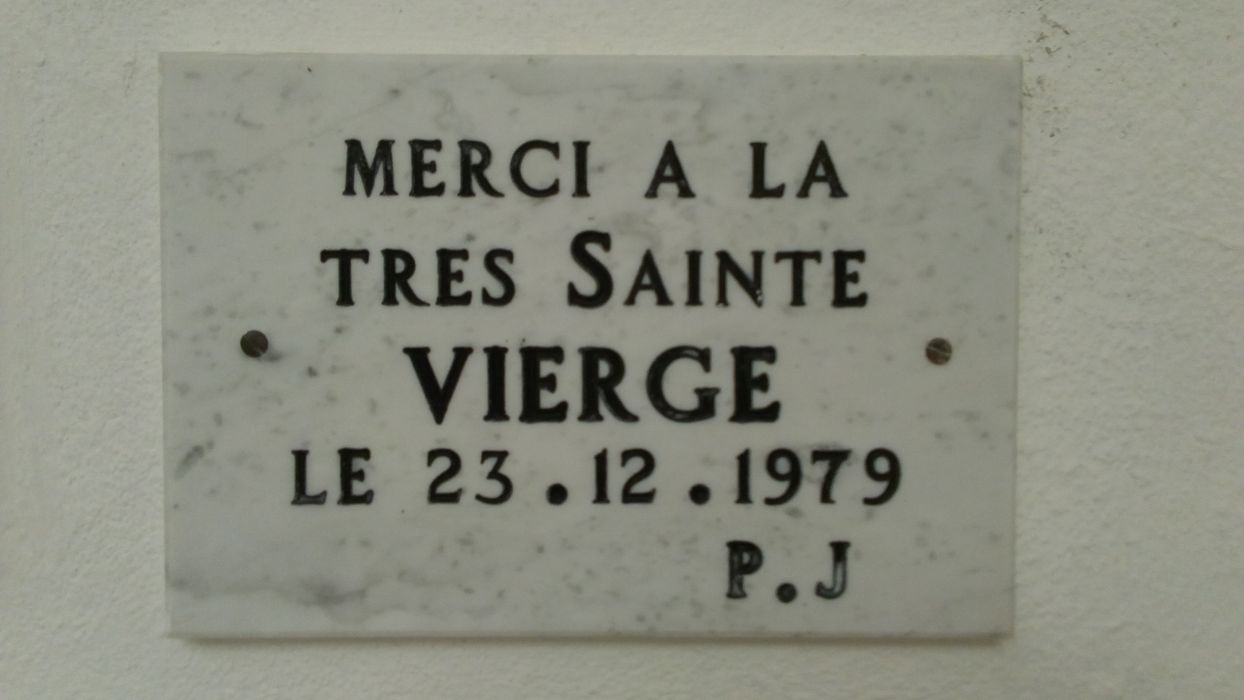 MERCI A LA
TRES SAINTE
VIERGE
LE 23.12.1979
P.J